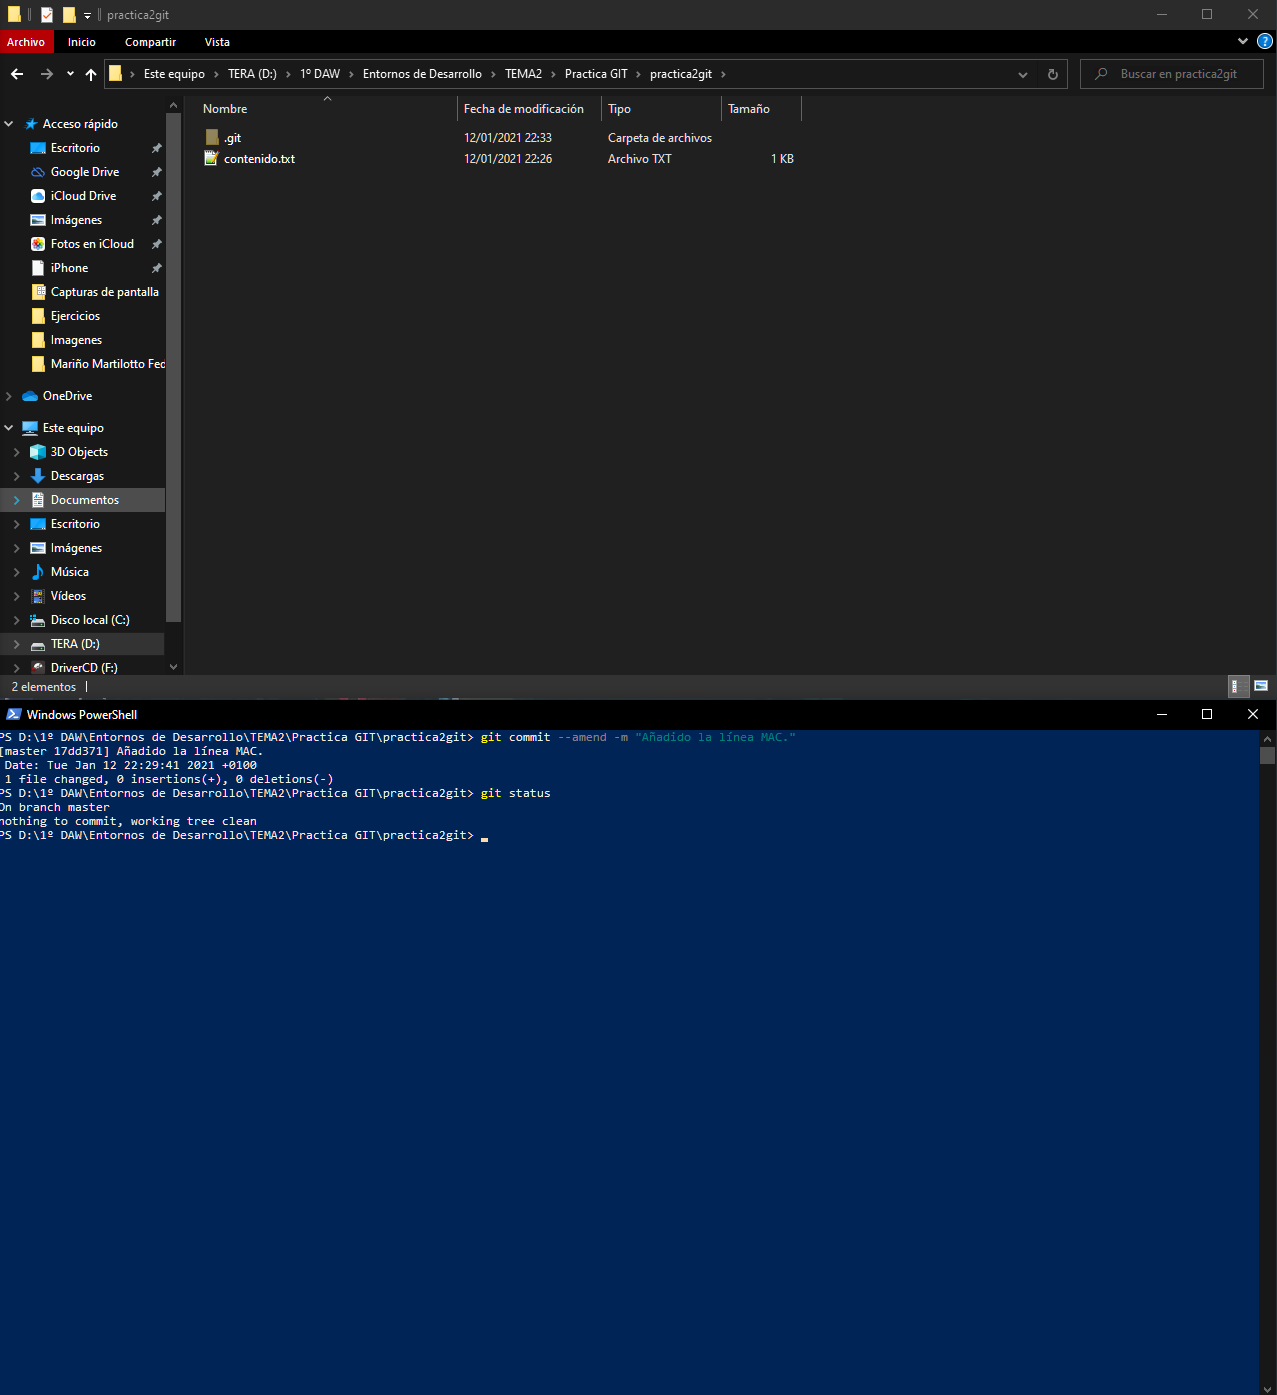 practica2git
Archivo Inicio Compartir Vista
Este equipo > TERA (D:) > 1º DAW > Entornos de Desarrollo > TEMA2 > Practica GIT > practica2git >
Buscar en practica2git
Nombre Fecha de modificación Tipo Tamaño
.git 12/01/2021 22:33 Carpeta de archivos
contenido.txt 12/01/2021 22:26 Archivo TXT 1 KB
Acceso rápido
Escritorio
Google Drive
iCloud Drive
Imágenes
Fotos en iCloud
iPhone
Capturas de pantalla
Ejercicios
Imagenes
Mariño Martilotto Fed
OneDrive
Este equipo
3D Objects
Descargas
Documentos
Escritorio
Imágenes
Música
Vídeos
Disco local (C:)
TERA (D:)
DriverCD (F:)
2 elementos
Windows PowerShell
PS D:\1º DAW\Entornos de Desarrollo\TEMA2\Practica GIT\practica2git> git commit --amend -m "Añadido la línea MAC."
[master 17dd371] Añadido la línea MAC.
Date: Tue Jan 12 22:29:41 2021 +0100
1 file changed, 0 insertions(+), 0 deletions(-)
PS D:\1º DAW\Entornos de Desarrollo\TEMA2\Practica GIT\practica2git> git status
On branch master
nothing to commit, working tree clean
PS D:\1º DAW\Entornos de Desarrollo\TEMA2\Practica GIT\practica2git>